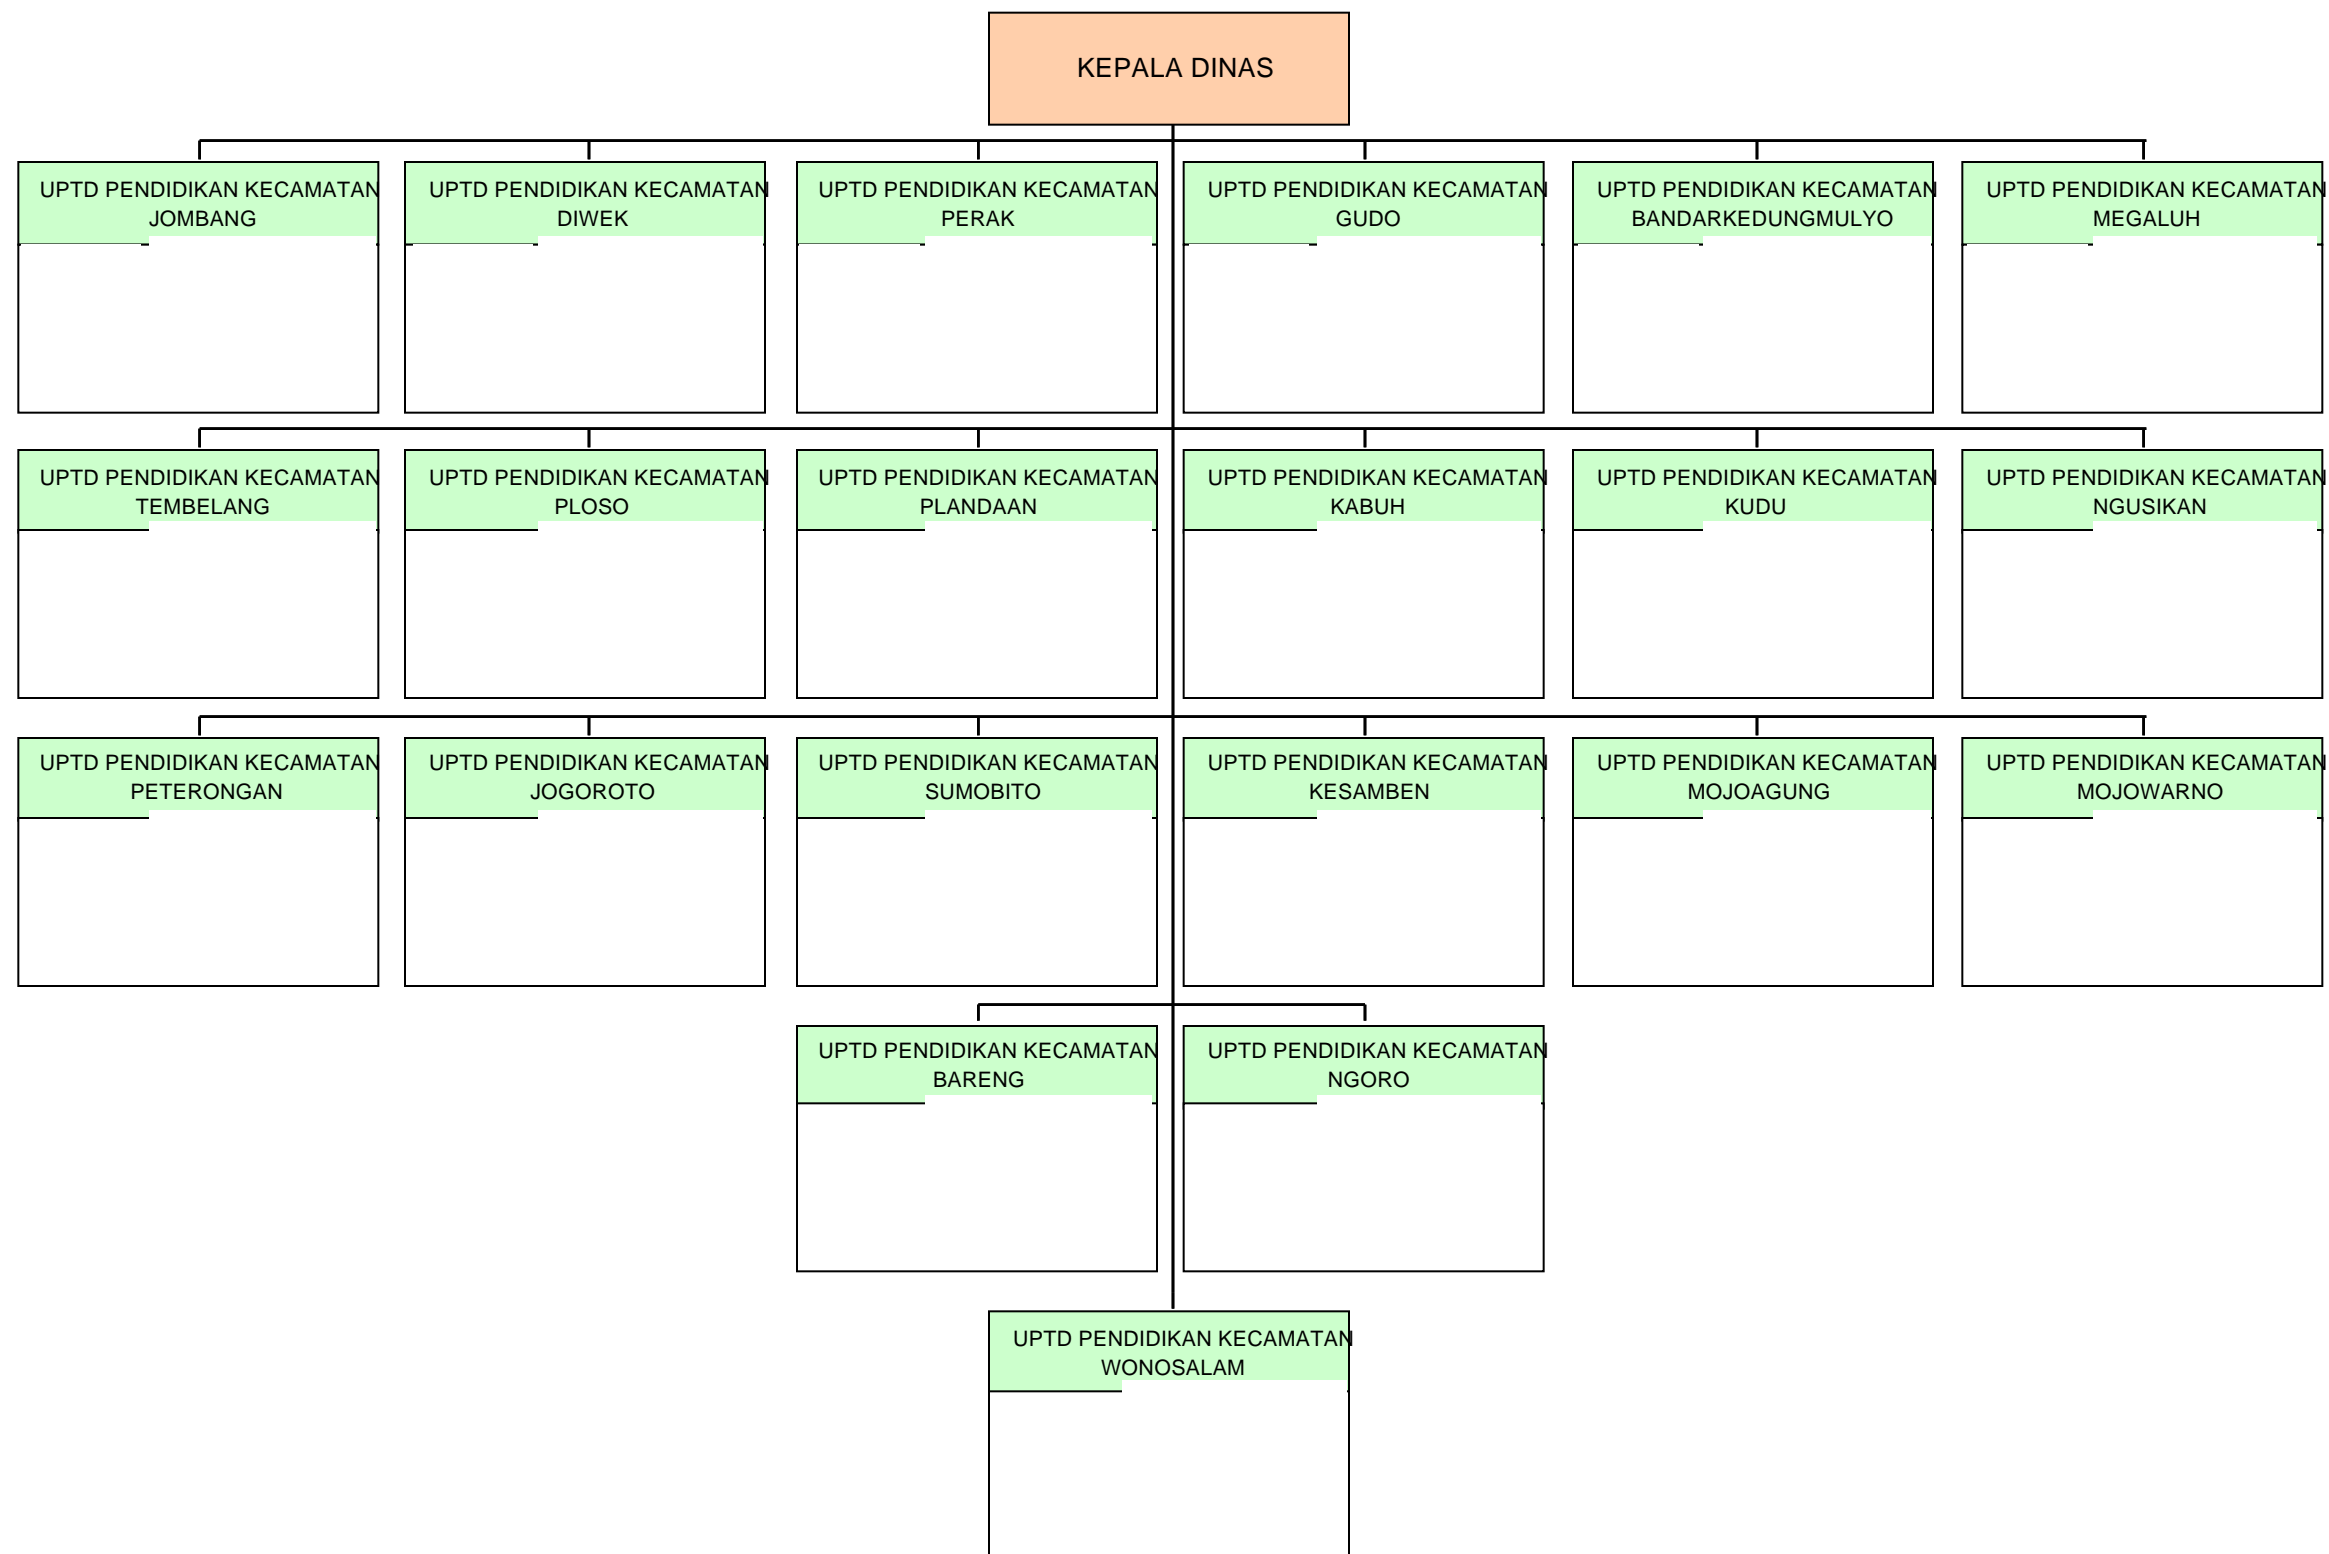 KEPALA DINAS
UPTD PENDIDIKAN KECAMATAN
JOMBANG
UPTD PENDIDIKAN KECAMATAN
DIWEK
UPTD PENDIDIKAN KECAMATAN
PERAK
UPTD PENDIDIKAN KECAMATAN
GUDO
UPTD PENDIDIKAN KECAMATAN
BANDARKEDUNGMULYO
UPTD PENDIDIKAN KECAMATAN
MEGALUH
UPTD PENDIDIKAN KECAMATAN
TEMBELANG
UPTD PENDIDIKAN KECAMATAN
PLOSO
UPTD PENDIDIKAN KECAMATAN
PLANDAAN
UPTD PENDIDIKAN KECAMATAN
KABUH
UPTD PENDIDIKAN KECAMATAN
KUDU
UPTD PENDIDIKAN KECAMATAN
NGUSIKAN
UPTD PENDIDIKAN KECAMATAN
PETERONGAN
UPTD PENDIDIKAN KECAMATAN
JOGOROTO
UPTD PENDIDIKAN KECAMATAN
SUMOBITO
UPTD PENDIDIKAN KECAMATAN
KESAMBEN
UPTD PENDIDIKAN KECAMATAN
MOJOAGUNG
UPTD PENDIDIKAN KECAMATAN
MOJOWARNO
UPTD PENDIDIKAN KECAMATAN
BARENG
UPTD PENDIDIKAN KECAMATAN
NGORO
UPTD PENDIDIKAN KECAMATAN
WONOSALAM